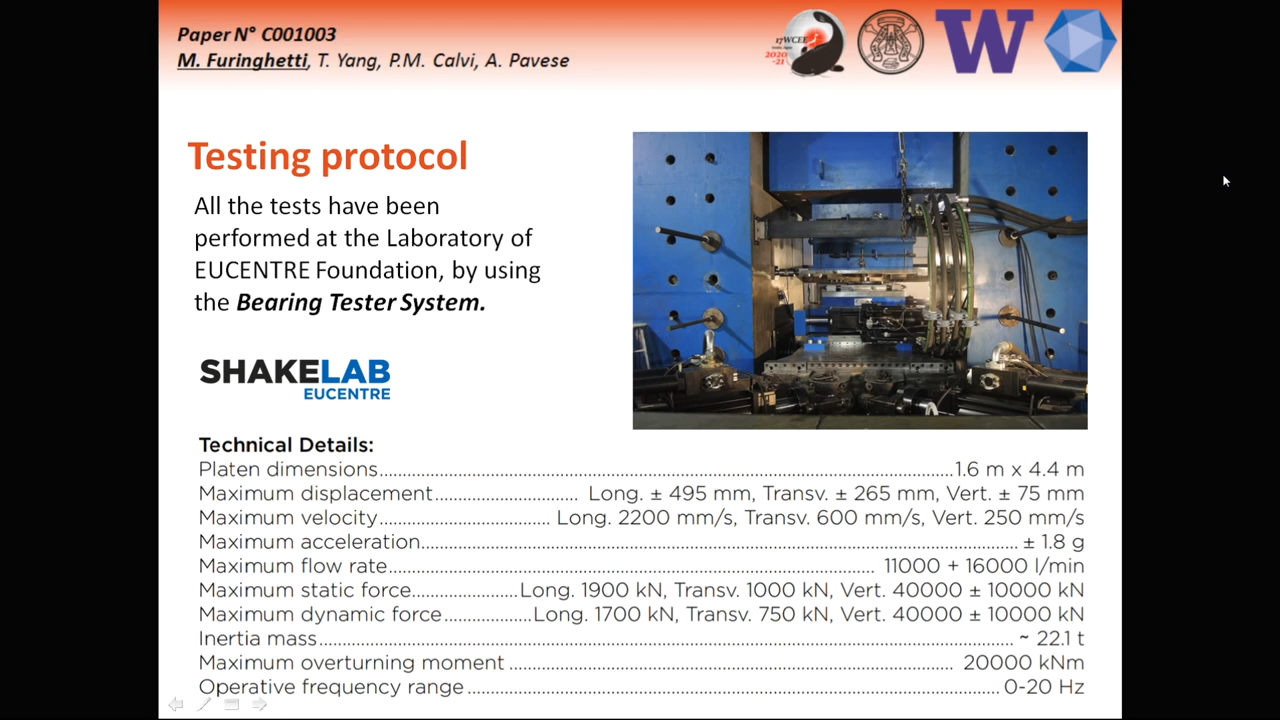 Paper N° C001003
M. Furinghetti, T. Yang, P.M. Calvi, A. Pavese
17WCEE
2020
-21
W
Testing protocol
All the tests have been
performed at the Laboratory of
EUCENTRE Foundation, by using
the Bearing Tester System.
SHAKELAB
EUCENTRE
Technical Details:
Platen dimensions........1.6 m x 4.4 m
Maximum displacement........ Long. ± 495 mm, Transv. ± 265 mm, Vert. ± 75 mm
Maximum velocity........ Long. 2200 mm/s, Transv. 600 mm/s, Vert. 250 mm/s
Maximum acceleration........ ± 1.8 g
Maximum flow rate........ 11000 + 16000 l/min
Maximum static force........Long. 1900 kN, Transv. 1000 kN, Vert. 40000 ± 10000 kN
Maximum dynamic force........Long. 1700 kN, Transv. 750 kN, Vert. 40000 ± 10000 kN
Inertia mass........ ~ 22.1 t
Maximum overturning moment ........ 20000 kNm
Operative frequency range ........ 0-20 Hz